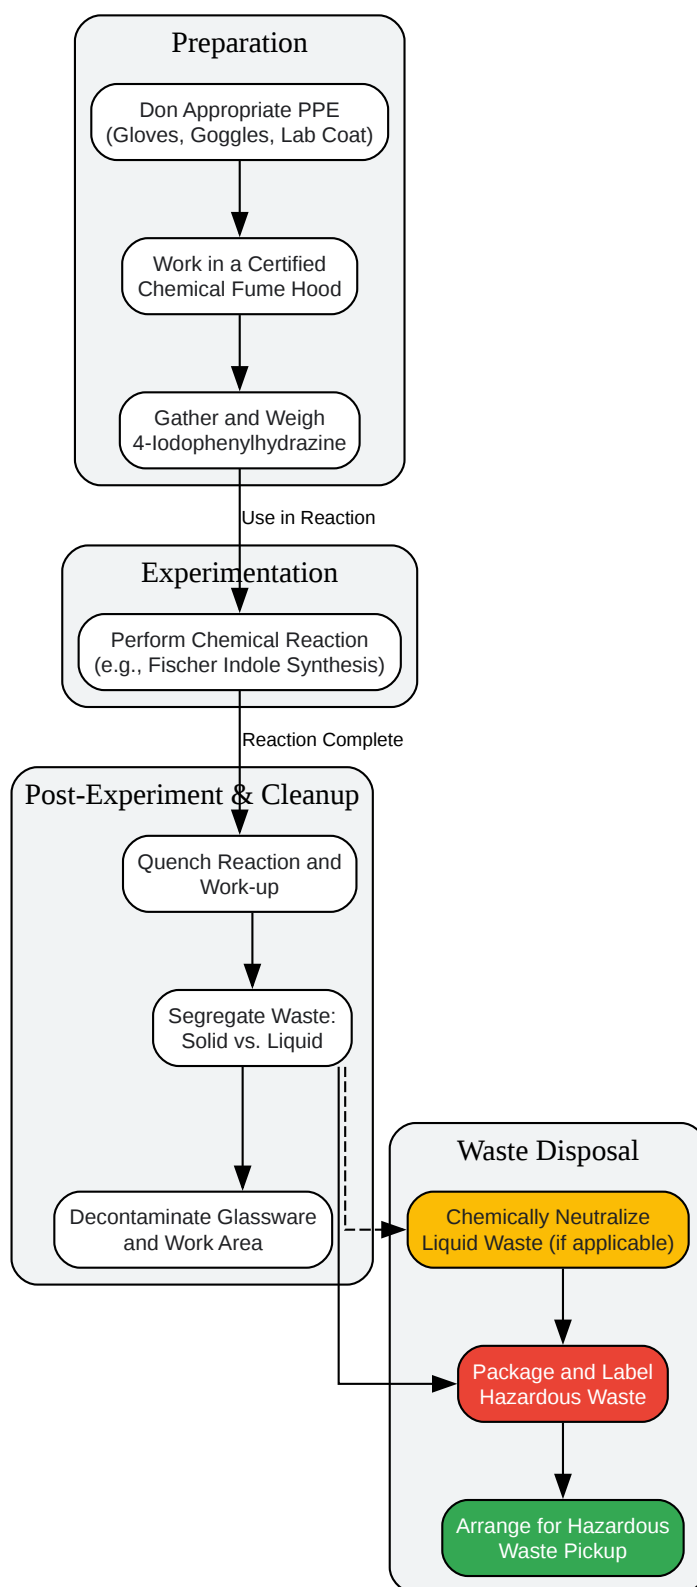 Preparation
Don Appropriate PPE
(Gloves, Goggles, Lab Coat)
Work in a Certified
Chemical Fume Hood
Gather and Weigh
4-Iodophenylhydrazine
Use in Reaction
Experimentation
Perform Chemical Reaction
(e.g., Fischer Indole Synthesis)
Reaction Complete
Post-Experiment & Cleanup
Quench Reaction and
Work-up
Segregate Waste:
Solid vs. Liquid
Decontaminate Glassware
and Work Area
Waste Disposal
Chemically Neutralize
Liquid Waste (if applicable)
Package and Label
Hazardous Waste
Arrange for Hazardous
Waste Pickup